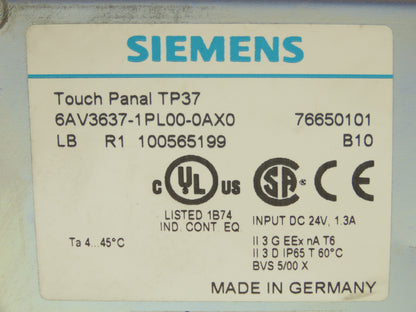 SIEMENS
Touch Panal TP37
6AV3637-1PL00-0AX0 76650101
LB R1 100565199 B10
C UL US SA CE
LISTED 1B74 INPUT DC 24V, 1.3A
IND. CONT. EQ.
Ta 4...45°C II 3 G EEx nA T6
II 3 D IP65 T 60°C
BVS 5/00 X
MADE IN GERMANY